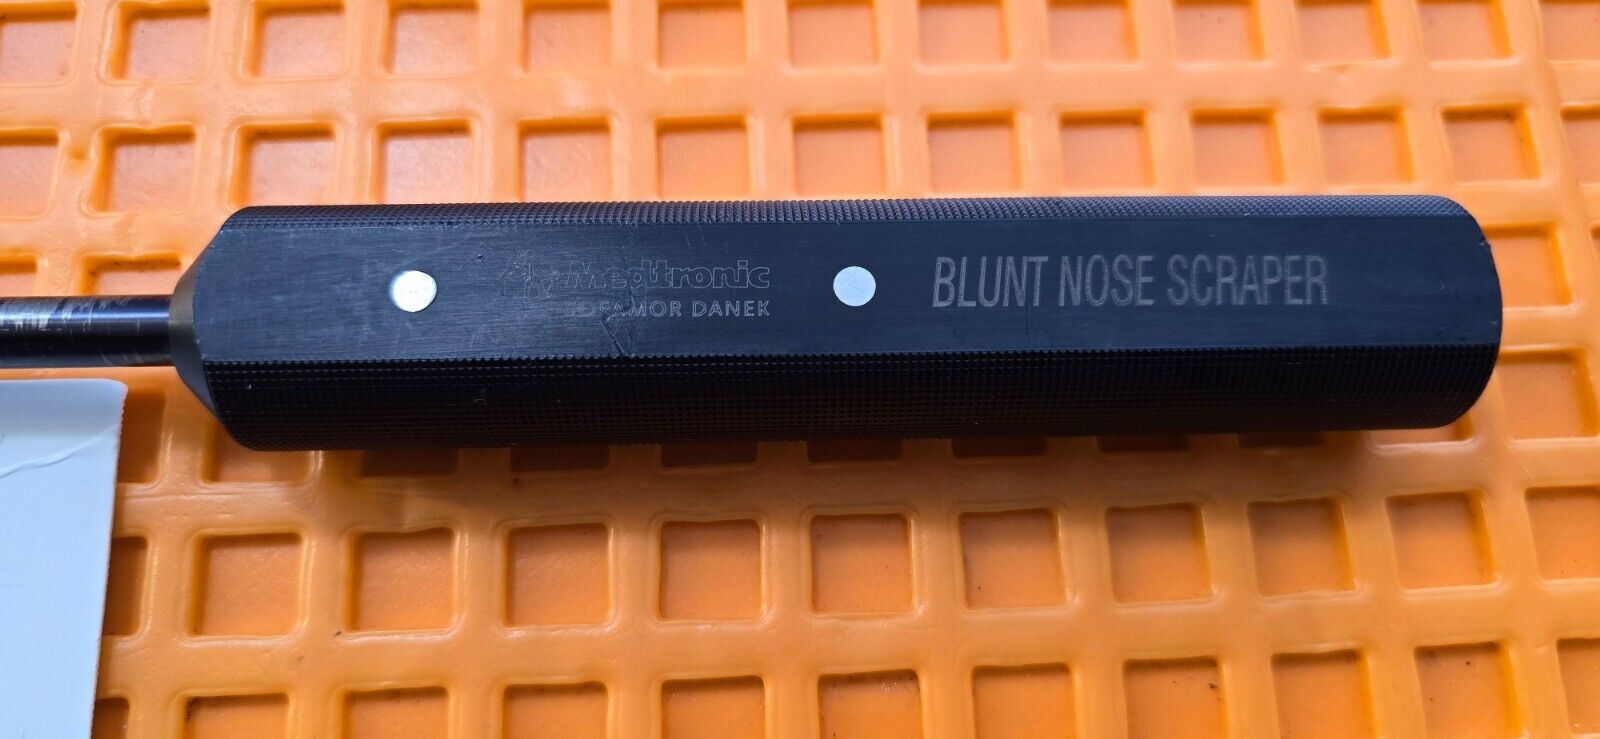 Medtronic
SOFAMOR DANEK
BLUNT NOSE SCRAPER